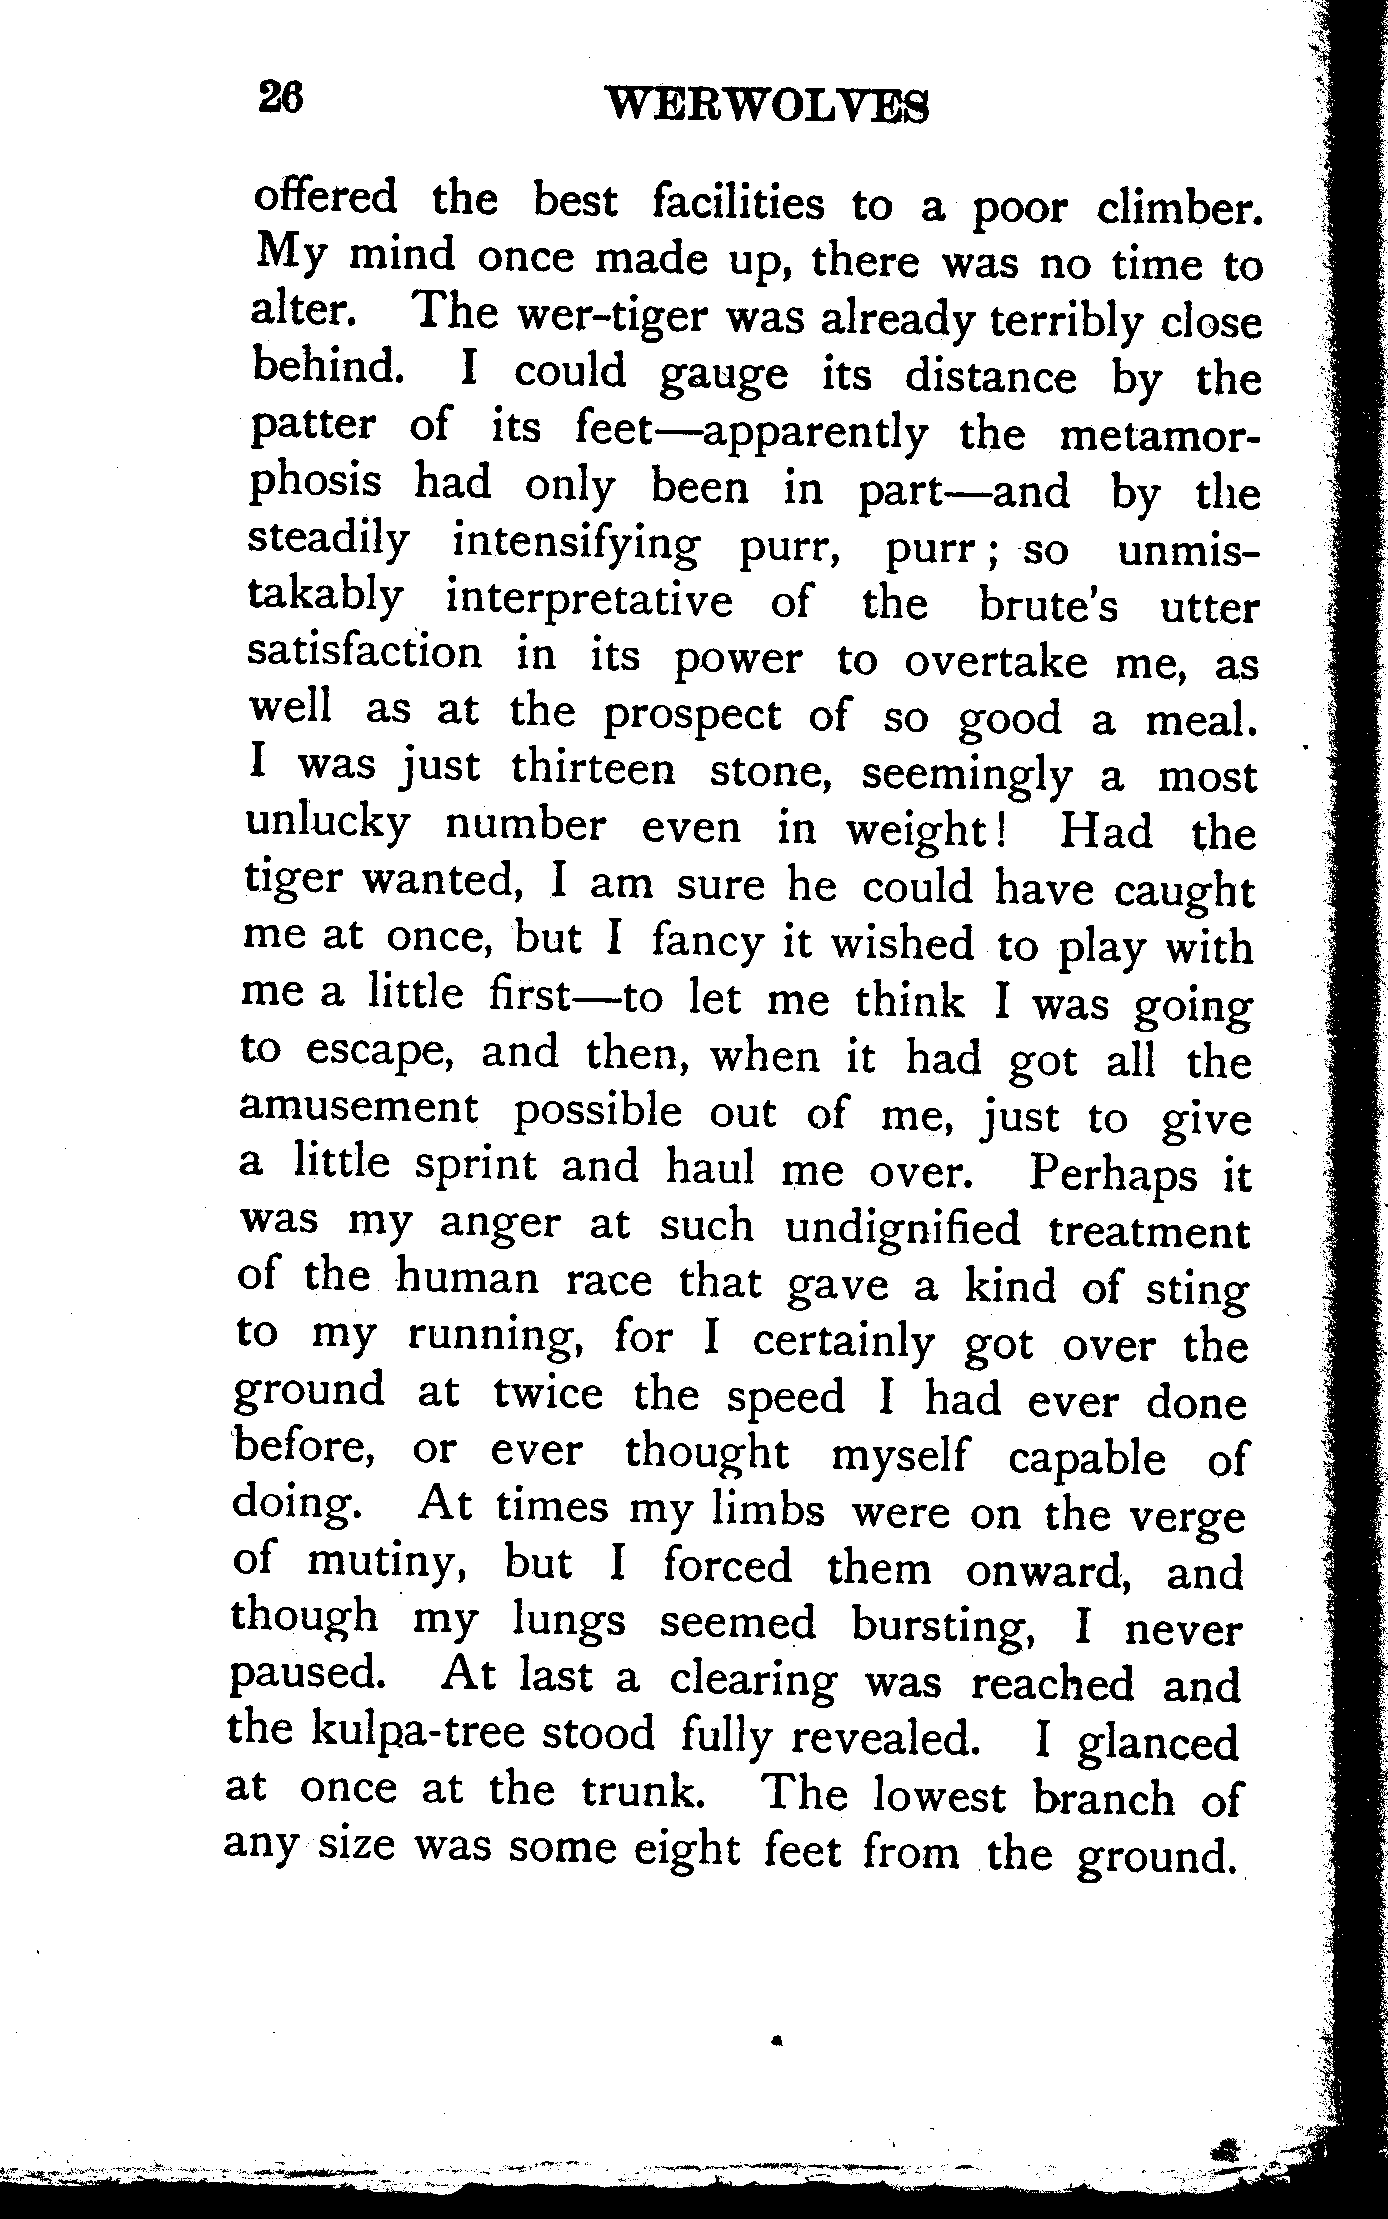 26 WERWOLVES
offered the best facilities to a poor climber.
My mind once made up, there was no time to
alter. The wer-tiger was already terribly close
behind. I could gauge its distance by the
patter of its feet—apparently the metamor-
phosis had only been in part—and by the
steadily intensifying purr, purr; so unmis-
takably interpretative of the brute's utter
satisfaction in its power to overtake me, as
well as at the prospect of so good a meal.
I was just thirteen stone, seemingly a most
unlucky number even in weight! Had the
tiger wanted, I am sure he could have caught
me at once, but I fancy it wished to play with
me a little first—to let me think I was going
to escape, and then, when it had got all the
amusement possible out of me, just to give
a little sprint and haul me over. Perhaps it
was my anger at such undignified treatment
of the human race that gave a kind of sting
to my running, for I certainly got over the
ground at twice the speed I had ever done
before, or ever thought myself capable of
doing. At times my limbs were on the verge
of mutiny, but I forced them onward, and
though my lungs seemed bursting, I never
paused. At last a clearing was reached and
the kulpa-tree stood fully revealed. I glanced
at once at the trunk. The lowest branch of
any size was some eight feet from the ground.